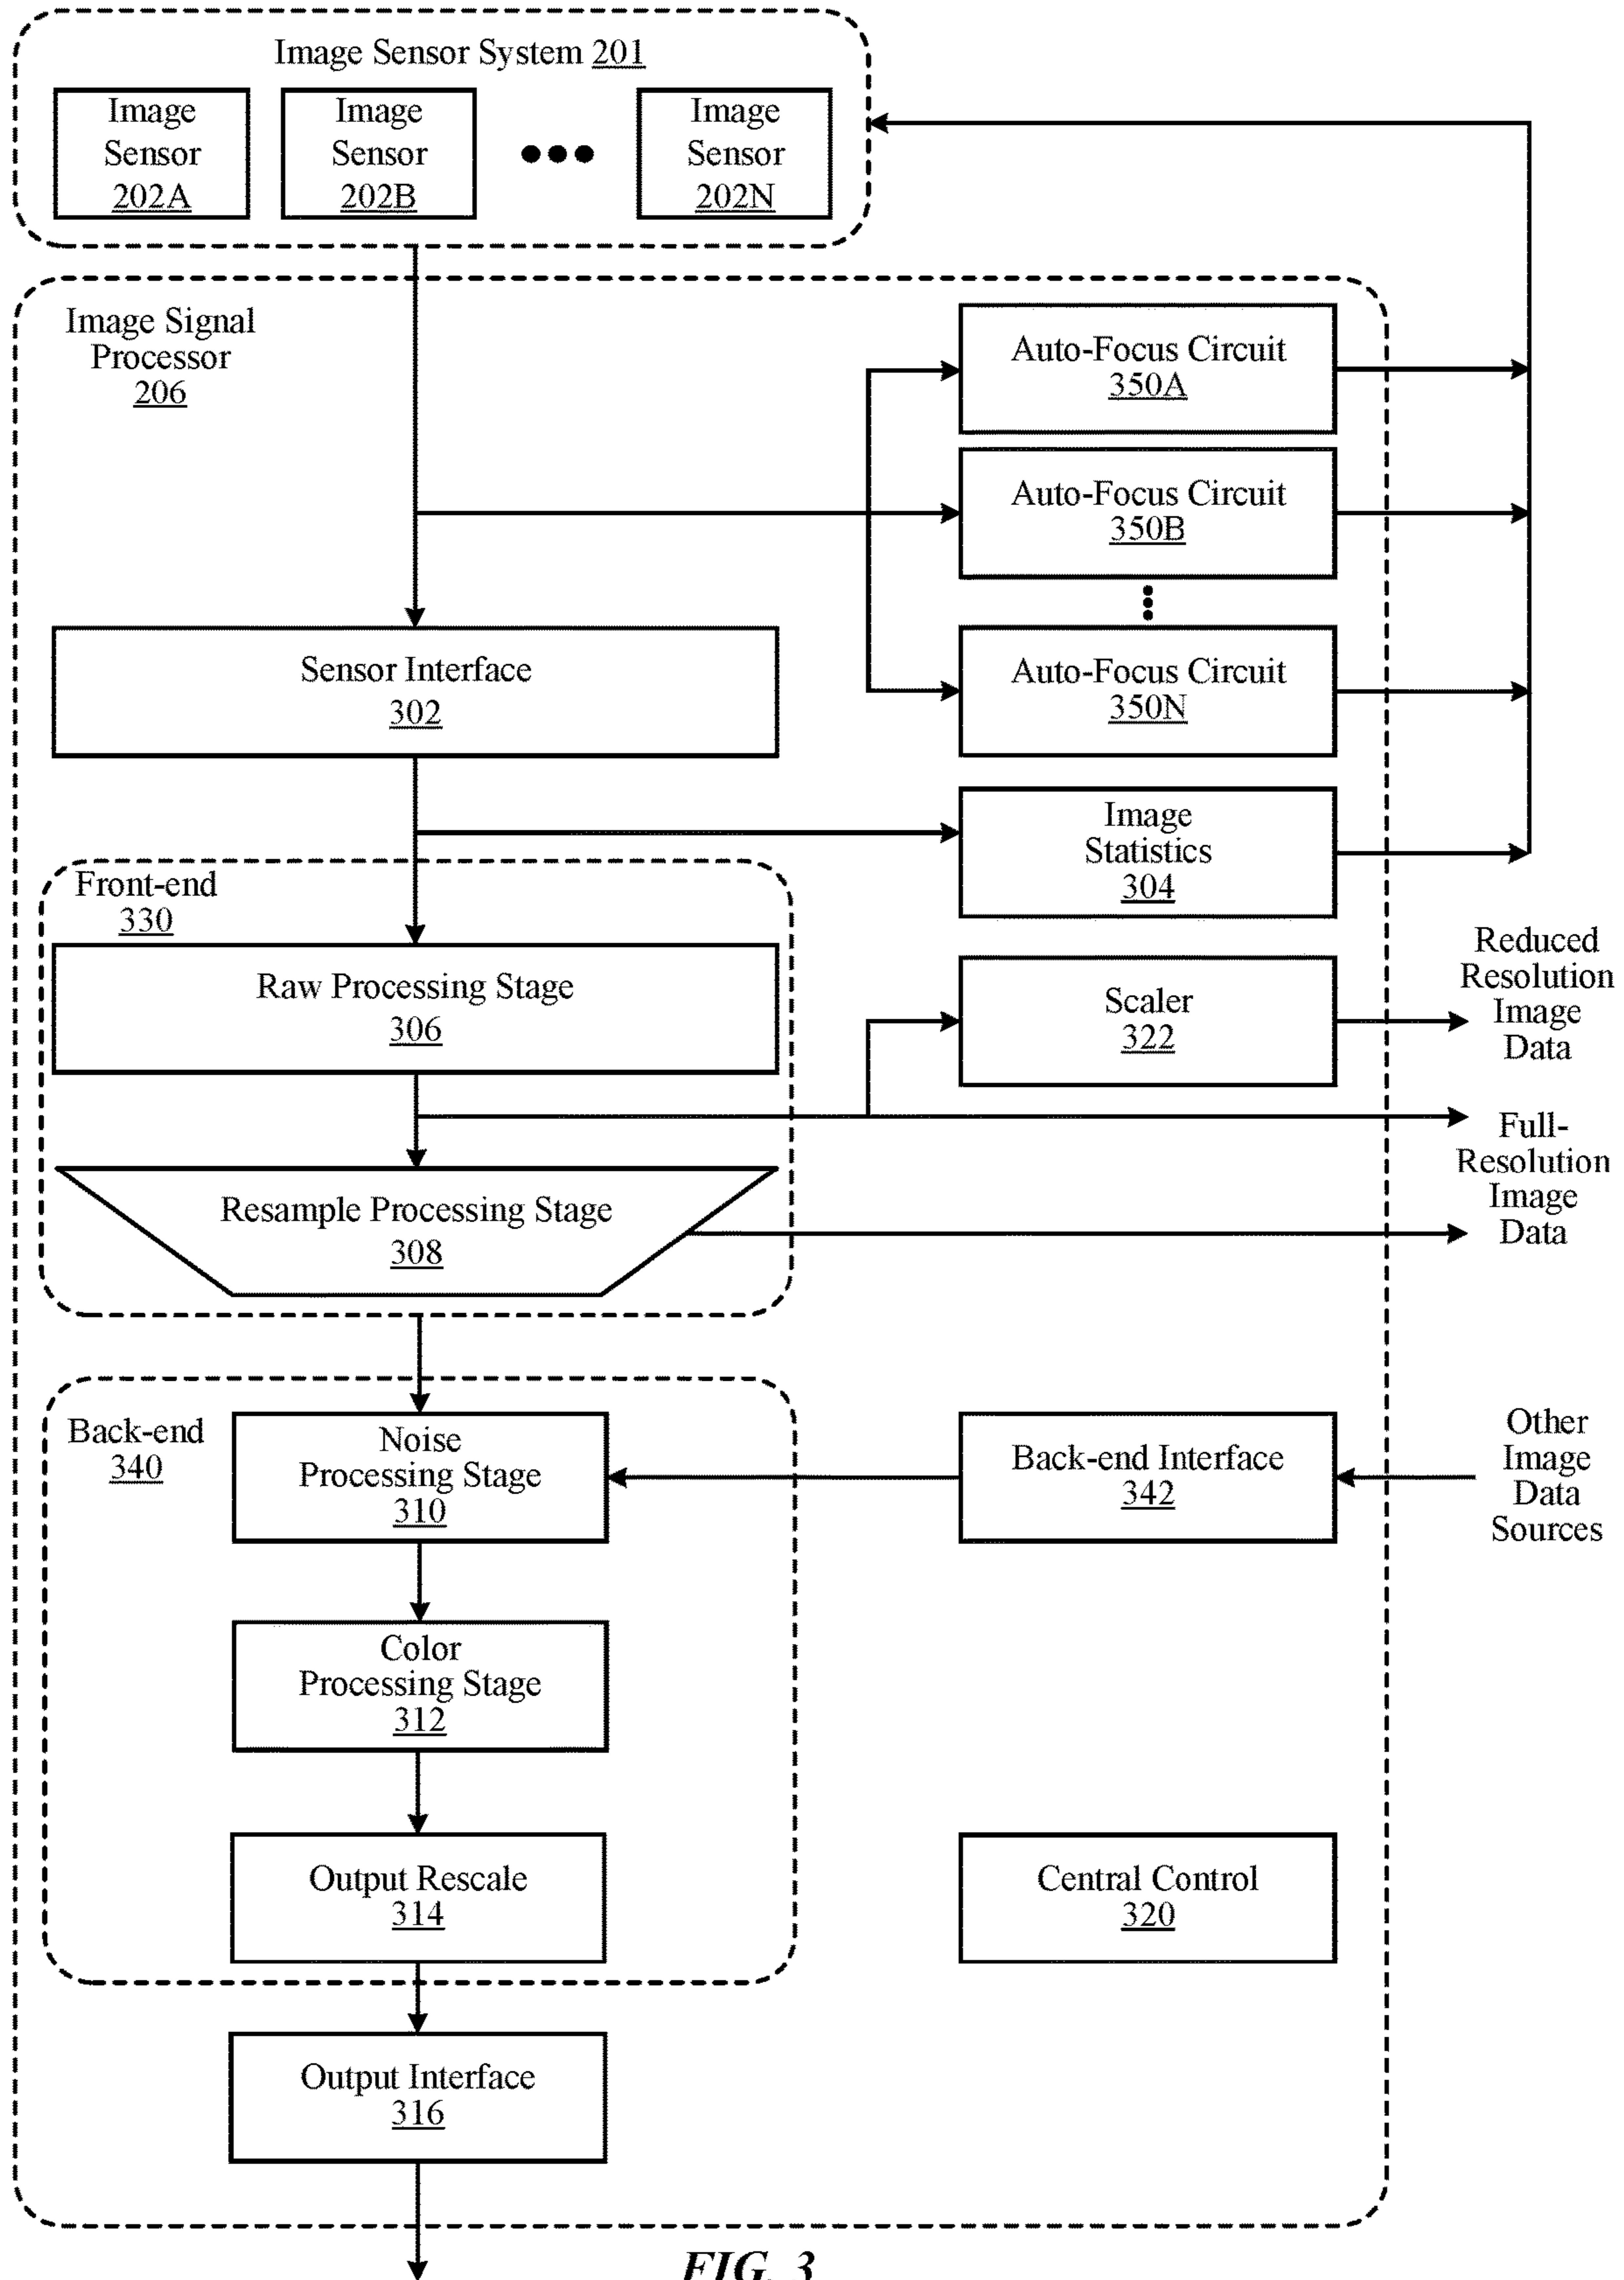 Image Sensor System 201
Image
Sensor
202A
Image
Sensor
202B
Image
Sensor
202N
Image Signal
Processor
206
Auto-Focus Circuit
350A
Auto-Focus Circuit
350B
Sensor Interface
302
Auto-Focus Circuit
350N
Image
Statistics
304
Front-end
330
Raw Processing Stage
306
Scaler
322
Reduced
Resolution
Image
Data
Full-
Resolution
Image
Data
Resample Processing Stage
308
Back-end
340
Noise
Processing Stage
310
Back-end Interface
342
Other
Image
Data
Sources
Color
Processing Stage
312
Output Rescale
314
Central Control
320
Output Interface
316
FIG. 3